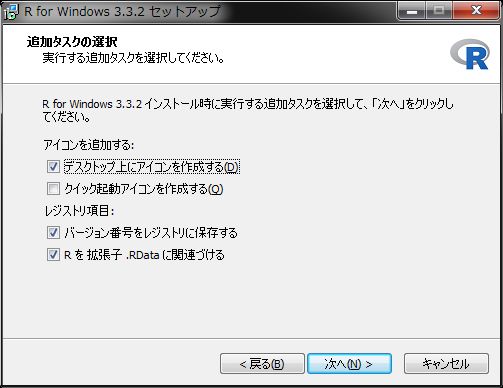 R for Windows 3.3.2 セットアップ
追加タスクの選択
実行する追加タスクを選択してください。
R
R for Windows 3.3.2 インストール時に実行する追加タスクを選択して、「次へ」をクリックし
てください。
アイコンを追加する:
デスクトップ上にアイコンを作成する(D)
クイック起動アイコンを作成する(Q)
レジストリ項目:
バージョン番号をレジストリに保存する
R を拡張子 .RData に関連づける
< 戻る(B)
次へ(N) >
キャンセル